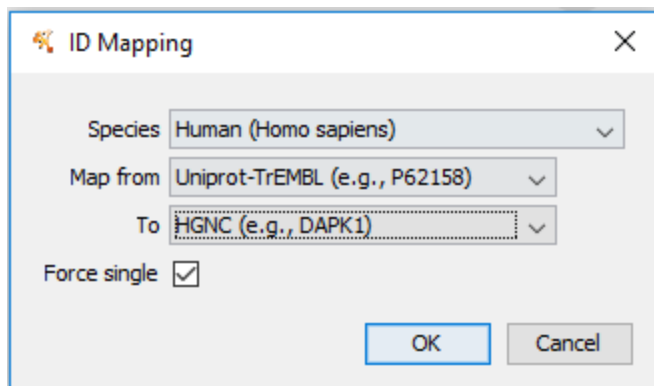 ID Mapping
Species Human (Homo sapiens)
Map from Uniprot-TrEMBL (e.g., P62158)
To HGNC (e.g., DAPK1)
Force single
OK Cancel